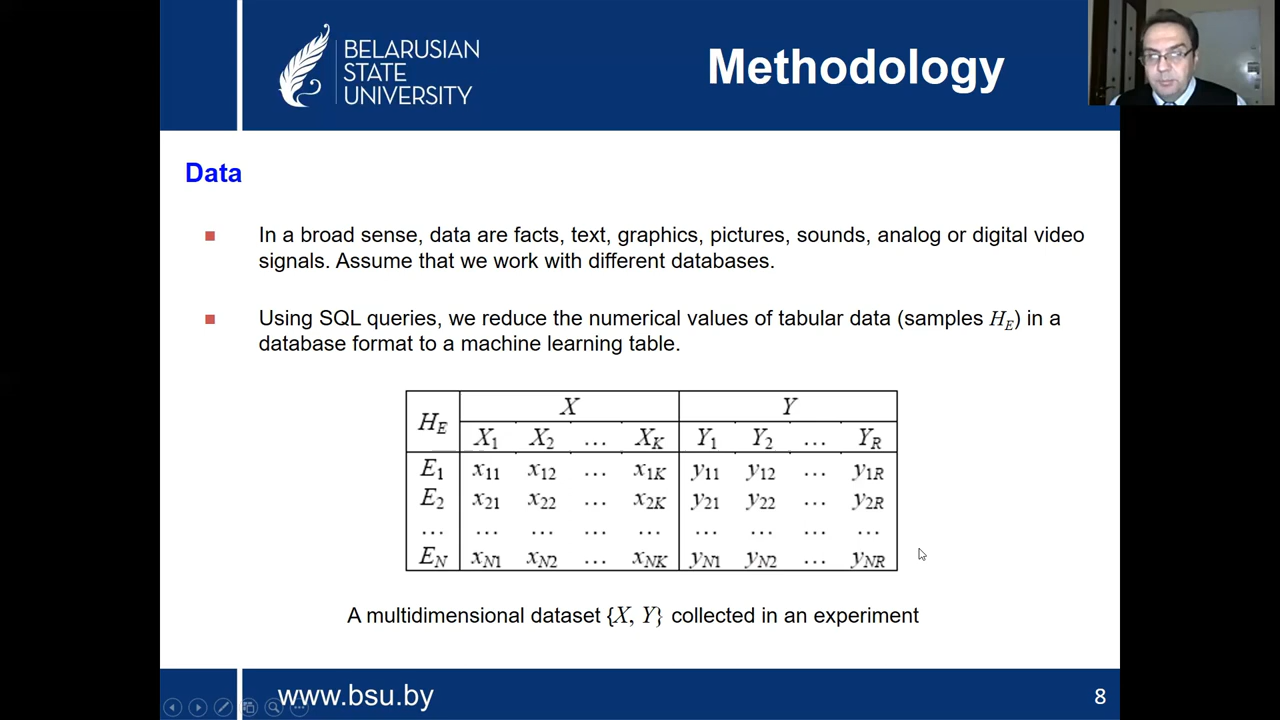 BELARUSIAN
STATE
UNIVERSITY
Methodology
Data
In a broad sense, data are facts, text, graphics, pictures, sounds, analog or digital video
signals. Assume that we work with different databases.
Using SQL queries, we reduce the numerical values of tabular data (samples H_E) in a
database format to a machine learning table.
H_E X Y
X_1 X_2 … X_K Y_1 Y_2 … Y_R
E_1 x_11 x_12 … x_1K y_11 y_12 … y_1R
E_2 x_21 x_22 … x_2K y_21 y_22 … y_2R
… … … … … … … … …
E_N x_N1 x_N2 … x_NK y_N1 y_N2 … y_NR
A multidimensional dataset {X, Y} collected in an experiment
www.bsu.by
8